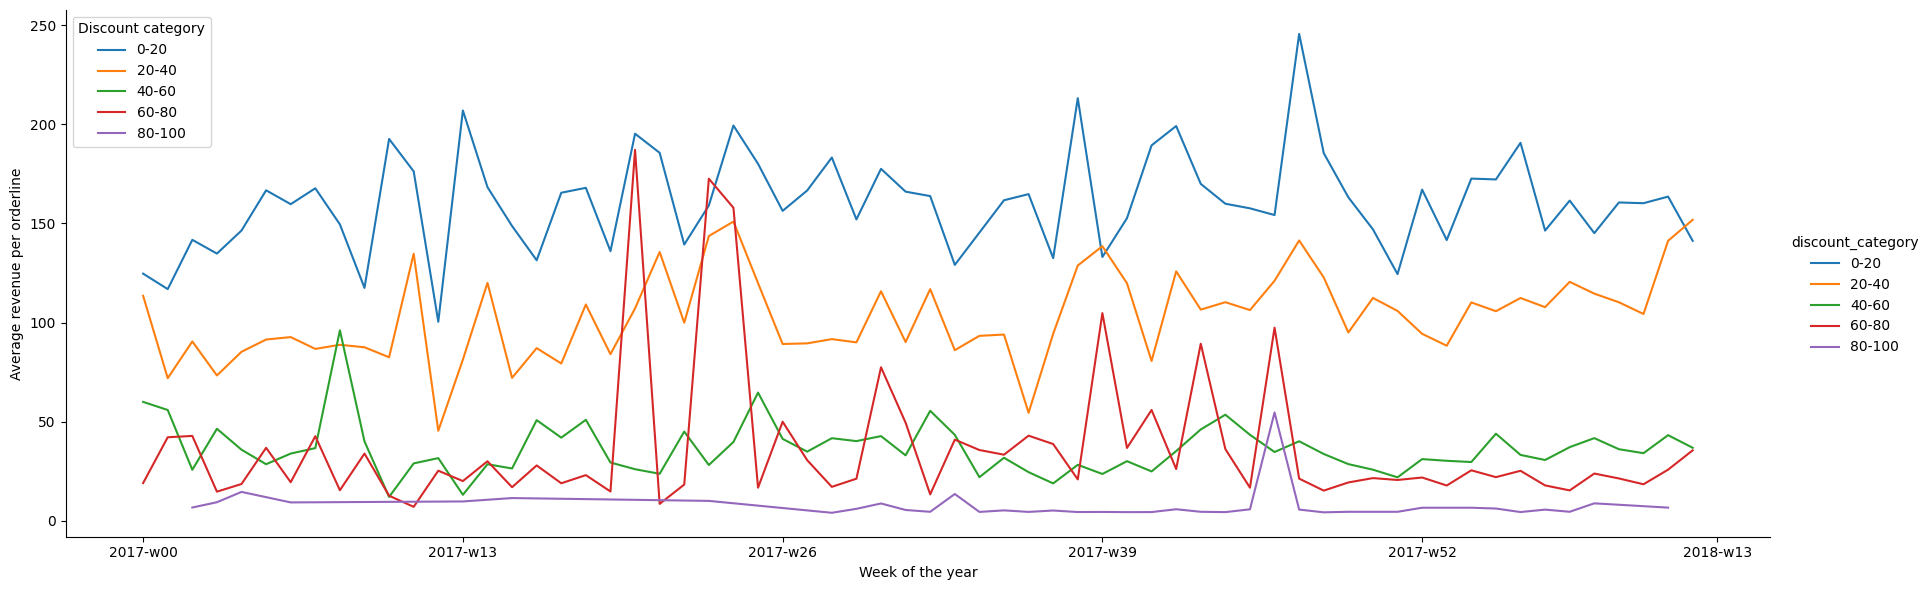 250
200
150
100
50
0
Average revenue per orderline
Discount category
0-20
20-40
40-60
60-80
80-100
discount_category
0-20
20-40
40-60
60-80
80-100
2017-w00
2017-w13
2017-w26
2017-w39
2017-w52
2018-w13
Week of the year